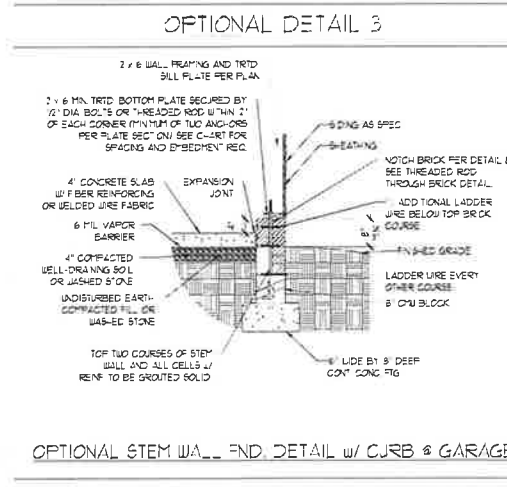 OPTIONAL DETAIL 3
2 x 6 WALL FRAMING AND TRTD
SILL PLATE PER PLAN
2 x 6 MIN. TRTD BOTTOM PLATE SECURED BY
1/2" DIA. BOLTS OR THREADED ROD WITHIN 12"
OF EACH CORNER (MINIMUM OF TWO ANCHORS
PER PLATE SECTION) SEE CHART FOR
SPACING AND EMBEDMENT REQ.
4" CONCRETE SLAB
W/ FIBER REINFORCING
OR WELDED WIRE FABRIC
EXPANSION
JOINT
6 MIL VAPOR
BARRIER
4" COMPACTED
WELL-DRAINING SOIL
OR WASHED STONE
UNDISTURBED EARTH
COMPACTED FILL OR
WASHED STONE
TOP TWO COURSES OF STEM
WALL AND ALL CELLS W/
REINF TO BE GROUTED SOLID
SIDING AS SPEC
SHEATHING
NOTCH BRICK PER DETAIL &
SEE THREADED ROD
THROUGH BRICK DETAIL
ADDITIONAL LADDER
WIRE BELOW TOP BRICK
COURSE
FINISHED GRADE
LADDER WIRE EVERY
OTHER COURSE
8" CMU BLOCK
WIDE BY 8" DEEP
CONT CONC FTG
OPTIONAL STEM WALL FND. DETAIL W/ CURB @ GARAGE